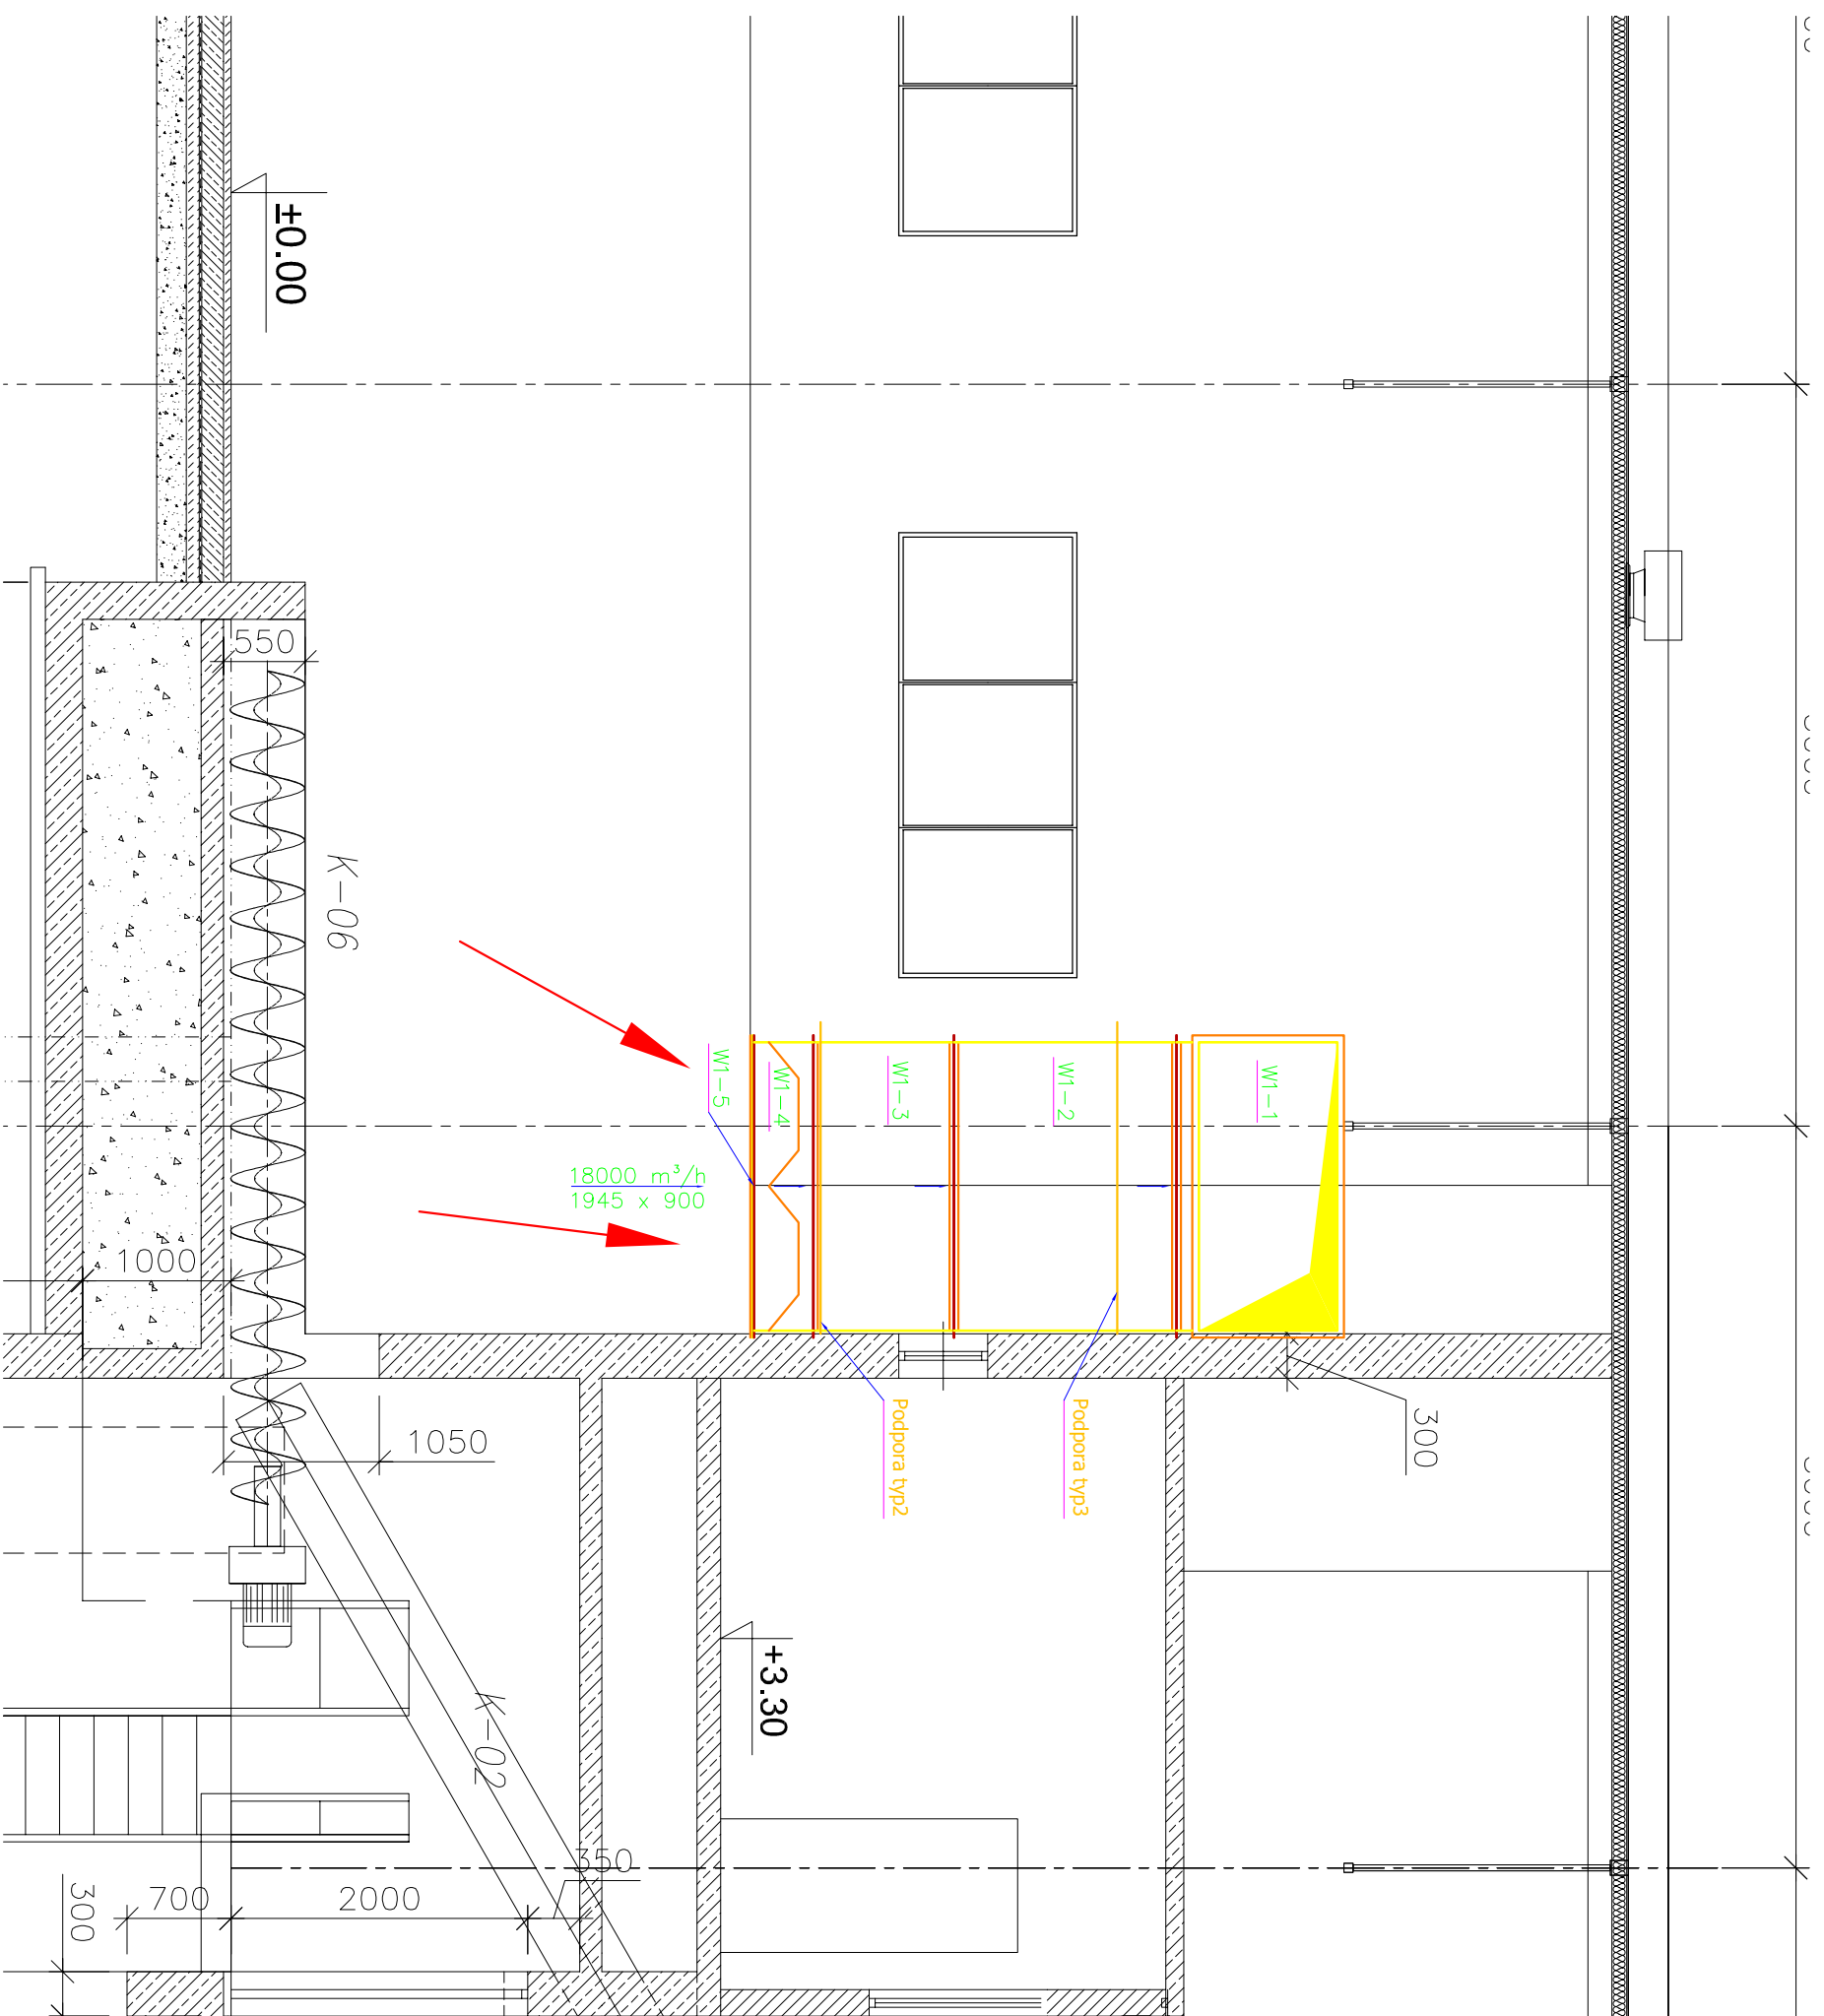 ±0.00
550
K-06
W1-5
W1-4
W1-3
W1-2
W1-1
18000 m³/h
1945 x 900
1000
1050
Podpora typ2
Podpora typ3
300
+3.30
K-02
350
300
700
2000